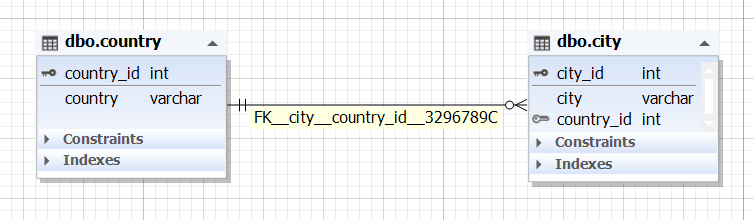 dbo.country
country_id int
country varchar
Constraints
Indexes
FK__city__country_id__3296789C
dbo.city
city_id int
city varchar
country_id int
Constraints
Indexes